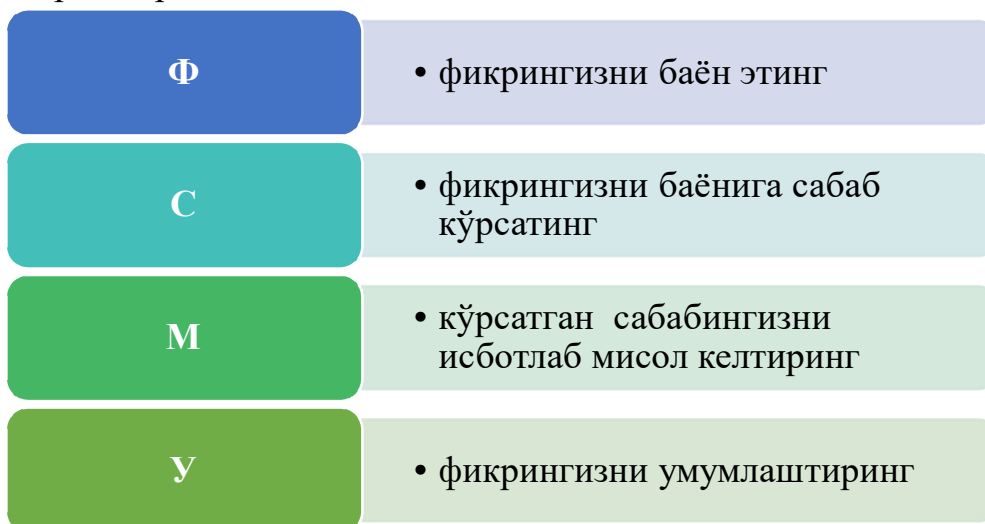 Ф
• фикрингизни баён этинг
С
• фикрингизни баёнига сабаб
кўрсатинг
М
• кўрсатган сабабингизни
исботлаб мисол келтиринг
У
• фикрингизни умумлаштиринг